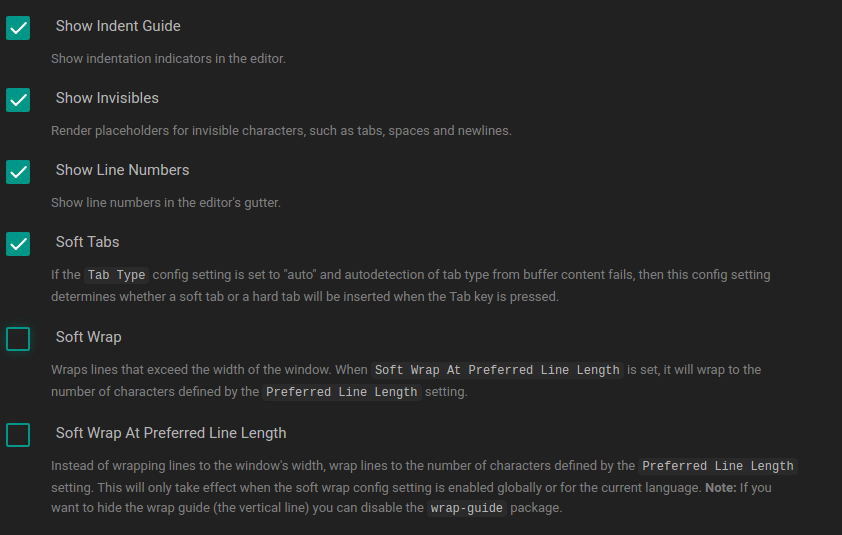 Show Indent Guide
Show indentation indicators in the editor.
Show Invisibles
Render placeholders for invisible characters, such as tabs, spaces and newlines.
Show Line Numbers
Show line numbers in the editor's gutter.
Soft Tabs
If the Tab Type config setting is set to "auto" and autodetection of tab type from buffer content fails, then this config setting
determines whether a soft tab or a hard tab will be inserted when the Tab key is pressed.
Soft Wrap
Wraps lines that exceed the width of the window. When Soft Wrap At Preferred Line Length is set, it will wrap to the
number of characters defined by the Preferred Line Length setting.
Soft Wrap At Preferred Line Length
Instead of wrapping lines to the window's width, wrap lines to the number of characters defined by the Preferred Line Length
setting. This will only take effect when the soft wrap config setting is enabled globally or for the current language. Note: If you
want to hide the wrap guide (the vertical line) you can disable the wrap-guide package.